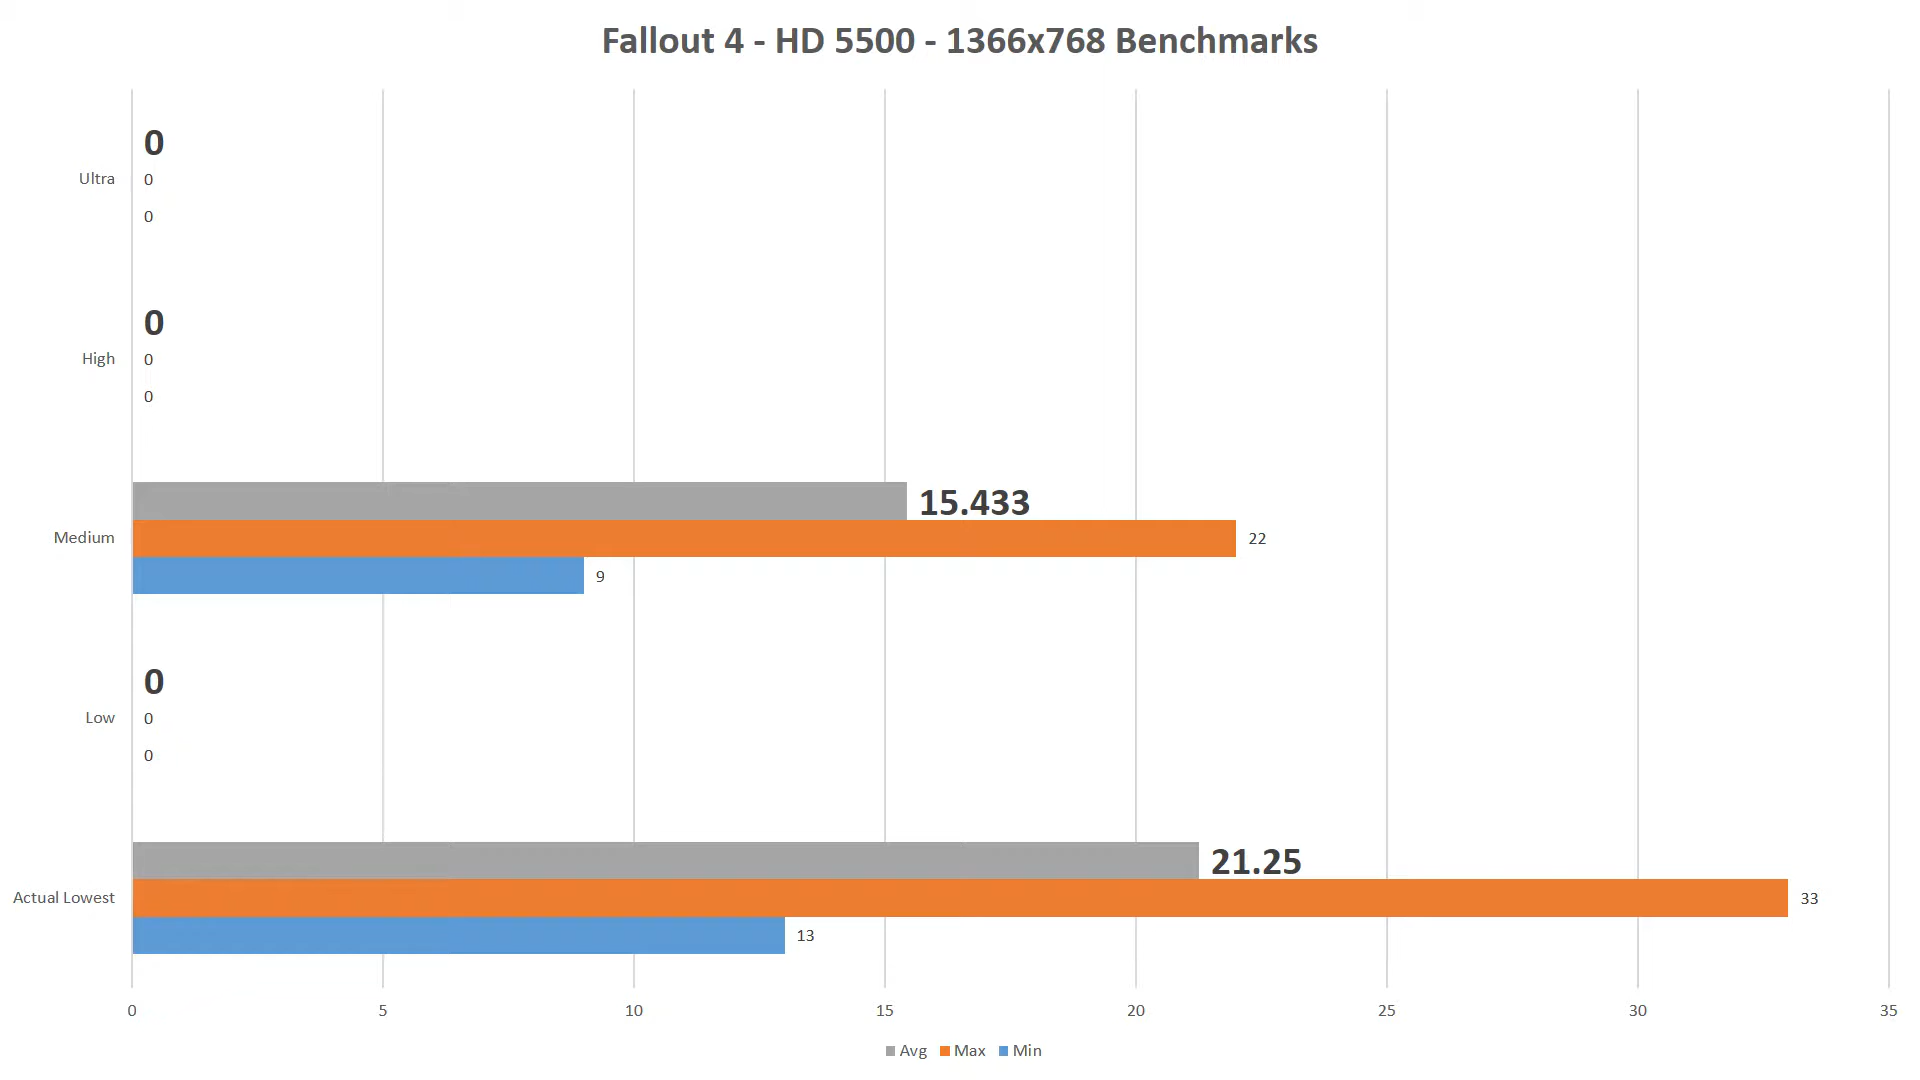 Fallout 4 - HD 5500 - 1366x768 Benchmarks
0
Ultra 0
0
0
High 0
0
15.433
Medium 22
9
0
Low 0
0
21.25
Actual Lowest 33
13
0 5 10 15 20 25 30 35
Avg Max Min